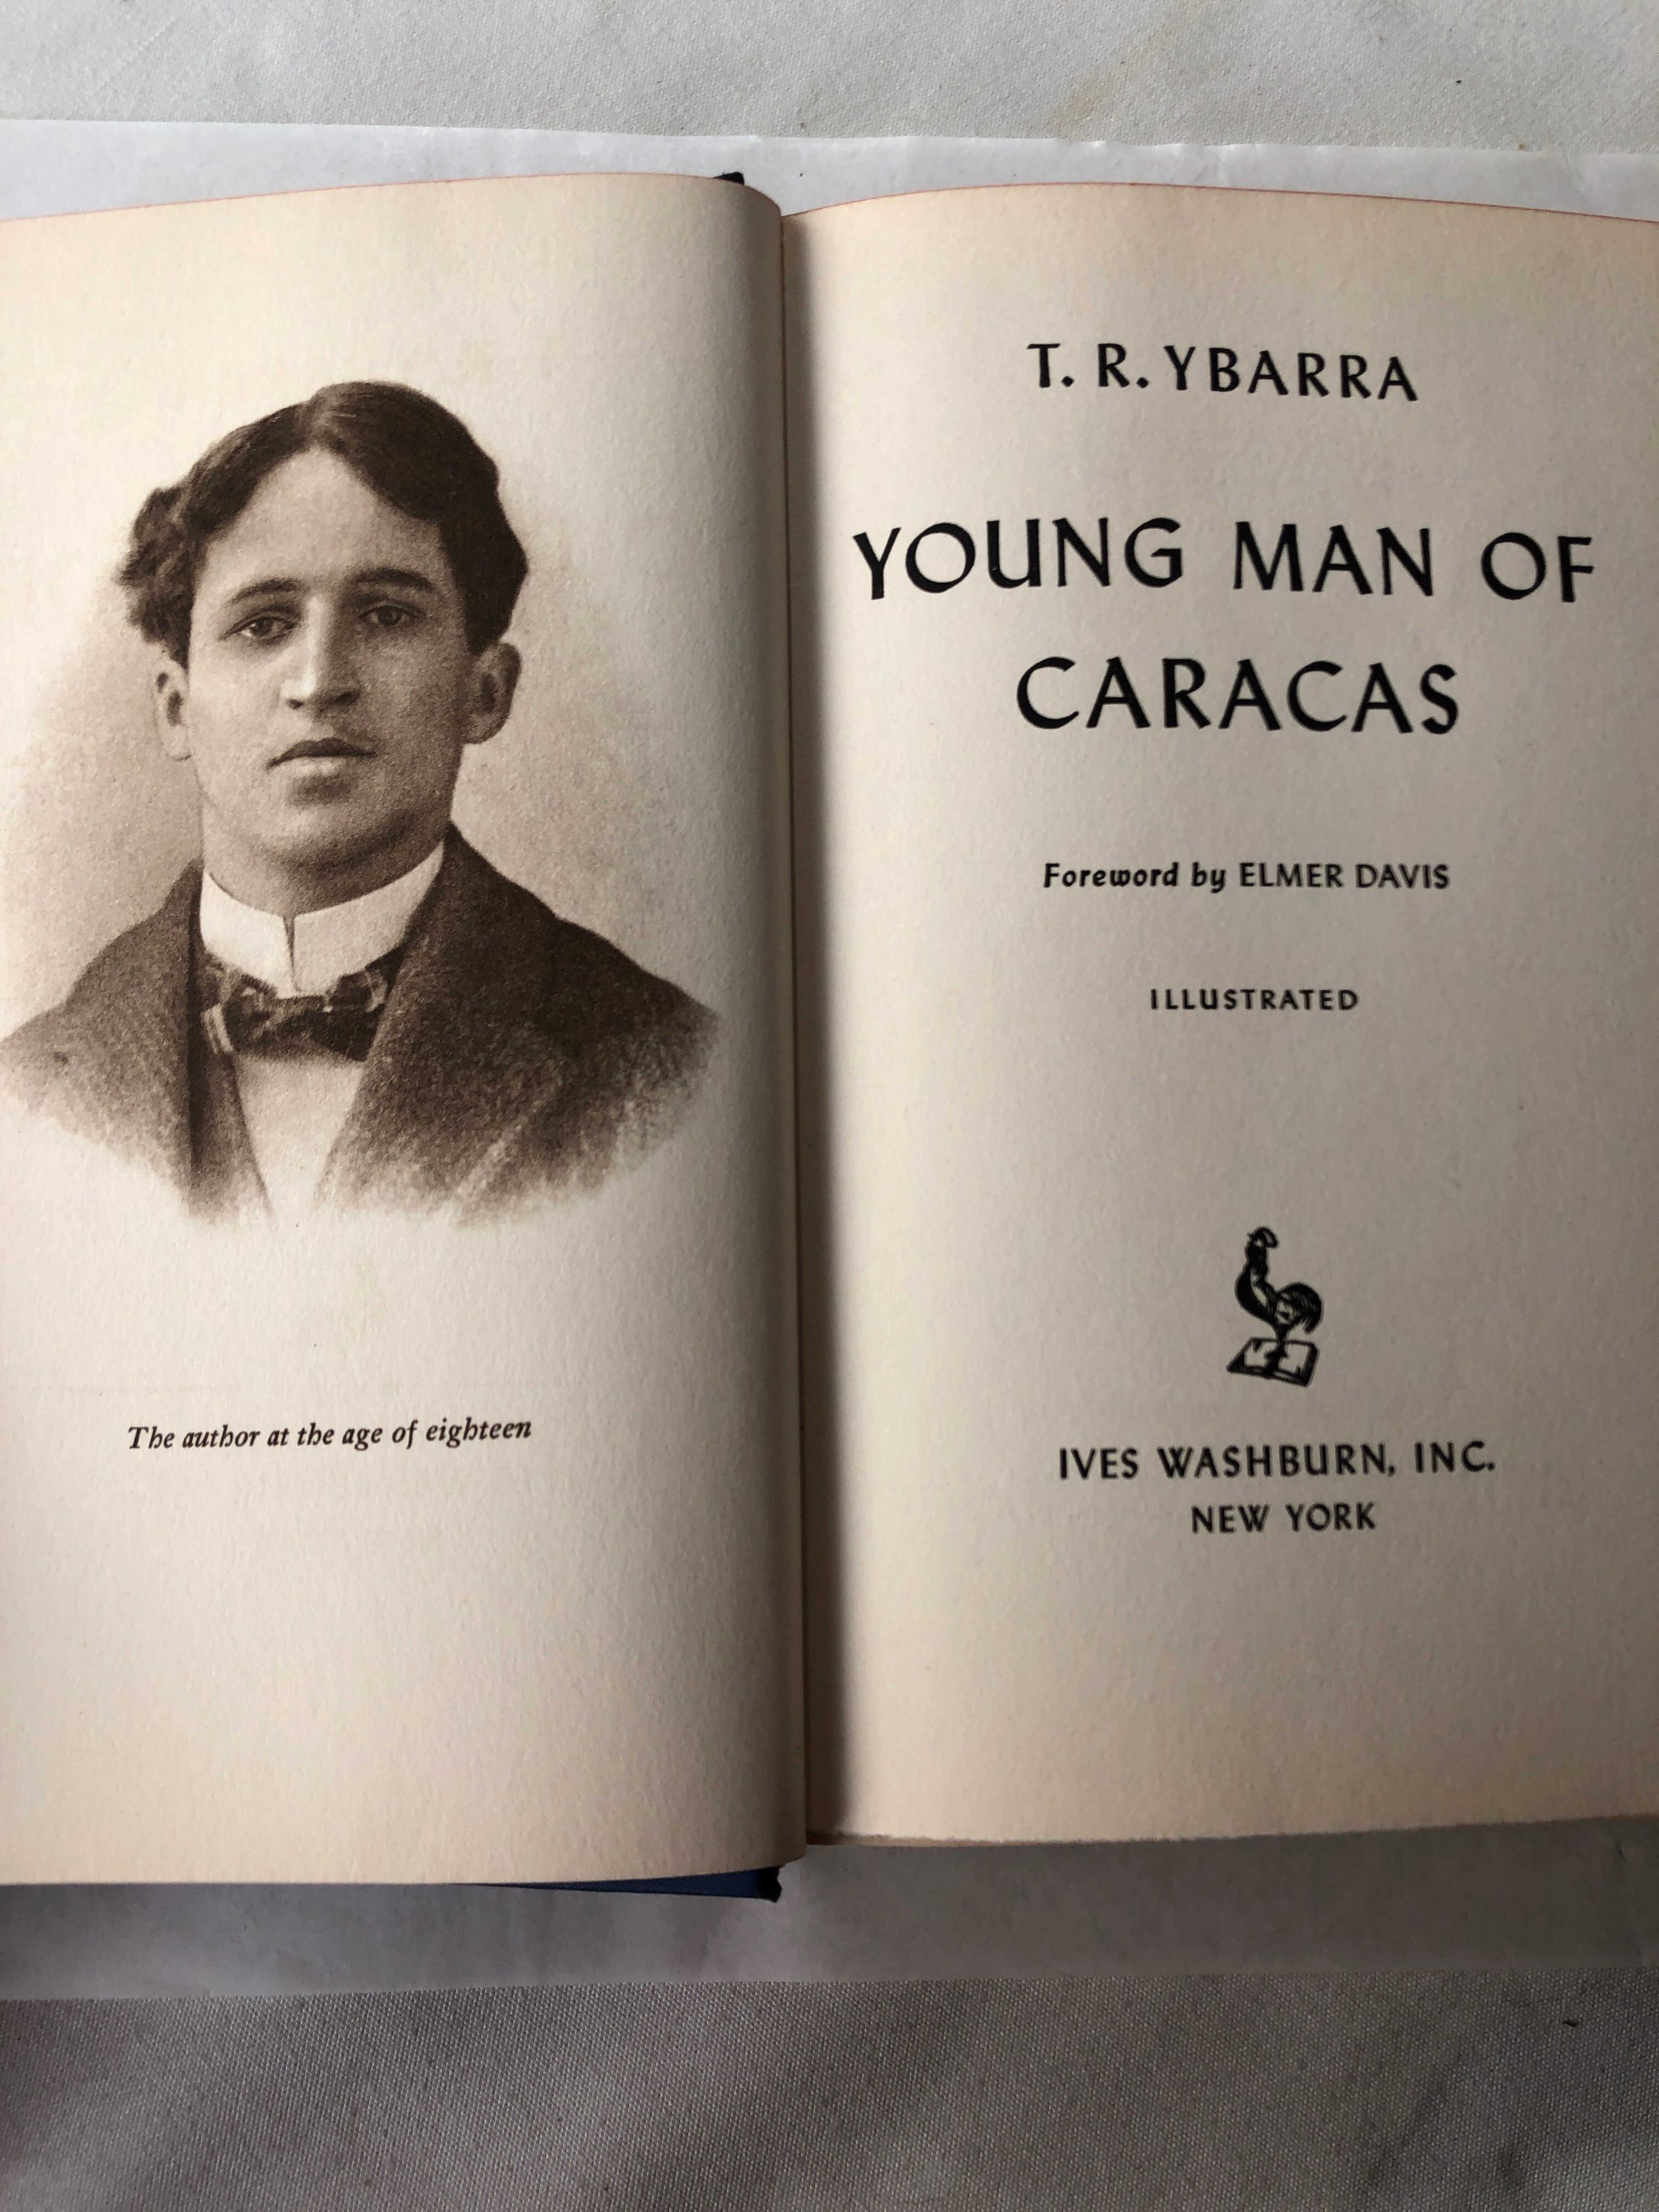 The author at the age of eighteen
T. R. YBARRA
YOUNG MAN OF
CARACAS
Foreword by ELMER DAVIS
ILLUSTRATED
IVES WASHBURN, INC.
NEW YORK